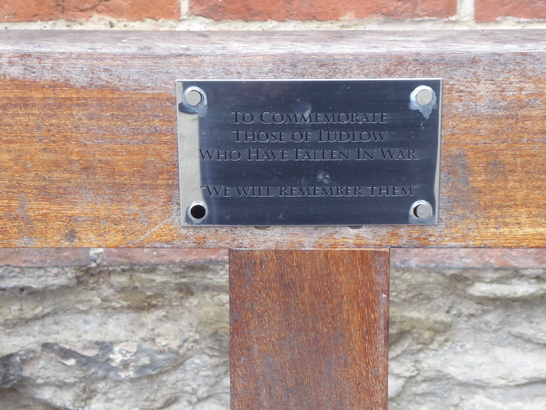 To Commemorate
Those of Ludlow
Who Have Fallen In War
"We will remember them"